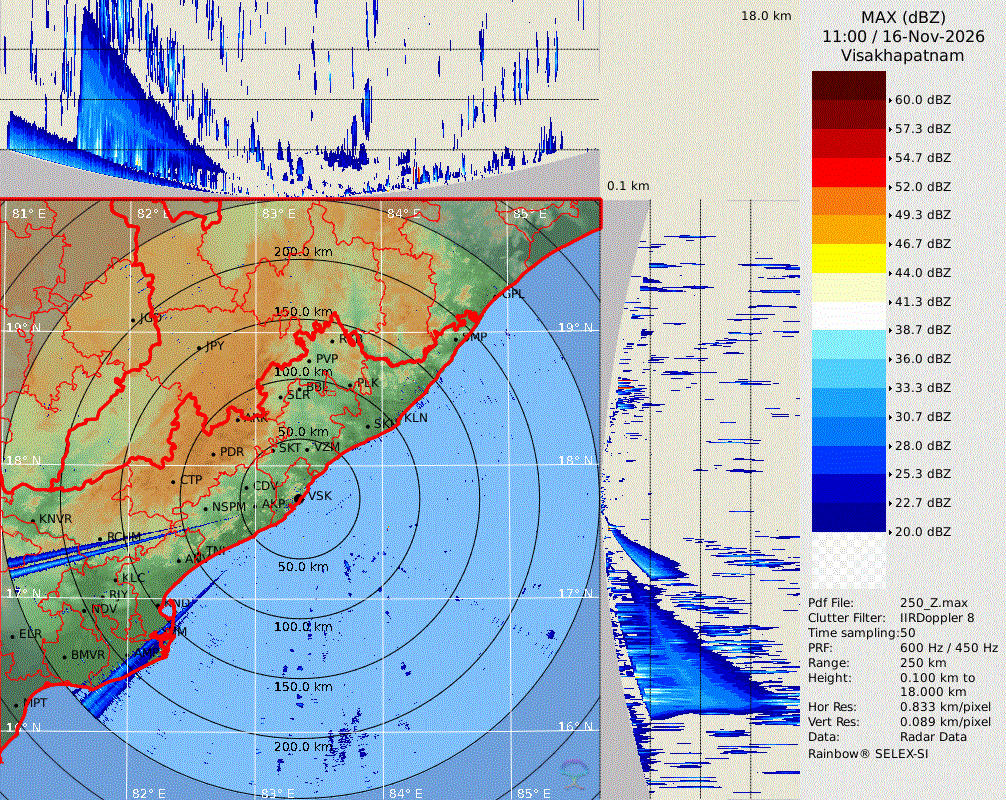 18.0 km
0.1 km
MAX (dBZ)
11:00 / 16-Nov-2026
Visakhapatnam
60.0 dBZ
57.3 dBZ
54.7 dBZ
52.0 dBZ
49.3 dBZ
46.7 dBZ
44.0 dBZ
41.3 dBZ
38.7 dBZ
36.0 dBZ
33.3 dBZ
30.7 dBZ
28.0 dBZ
25.3 dBZ
22.7 dBZ
20.0 dBZ
Pdf File: 250_Z.max
Clutter Filter: IIRDoppler 8
Time sampling:50
PRF: 600 Hz / 450 Hz
Range: 250 km
Height: 0.100 km to
18.000 km
Hor Res: 0.833 km/pixel
Vert Res: 0.089 km/pixel
Data: Radar Data
Rainbow® SELEX-SI
81° E
82° E
83° E
84° E
85° E
200.0 km
GPL
150.0 km
19° N
19° N
JPY
PVP
100.0 km
PLK
SLR
KLN
50.0 km
PDR
SKT
VZM
18° N
18° N
CTP
CDV
VSK
NSPM
AKP
KNVR
50.0 km
KLC
RJY
17° N
17° N
NDV
100.0 km
ELR
BMVR
150.0 km
MPT
16° N
200.0 km
82° E
83° E
84° E
85° E